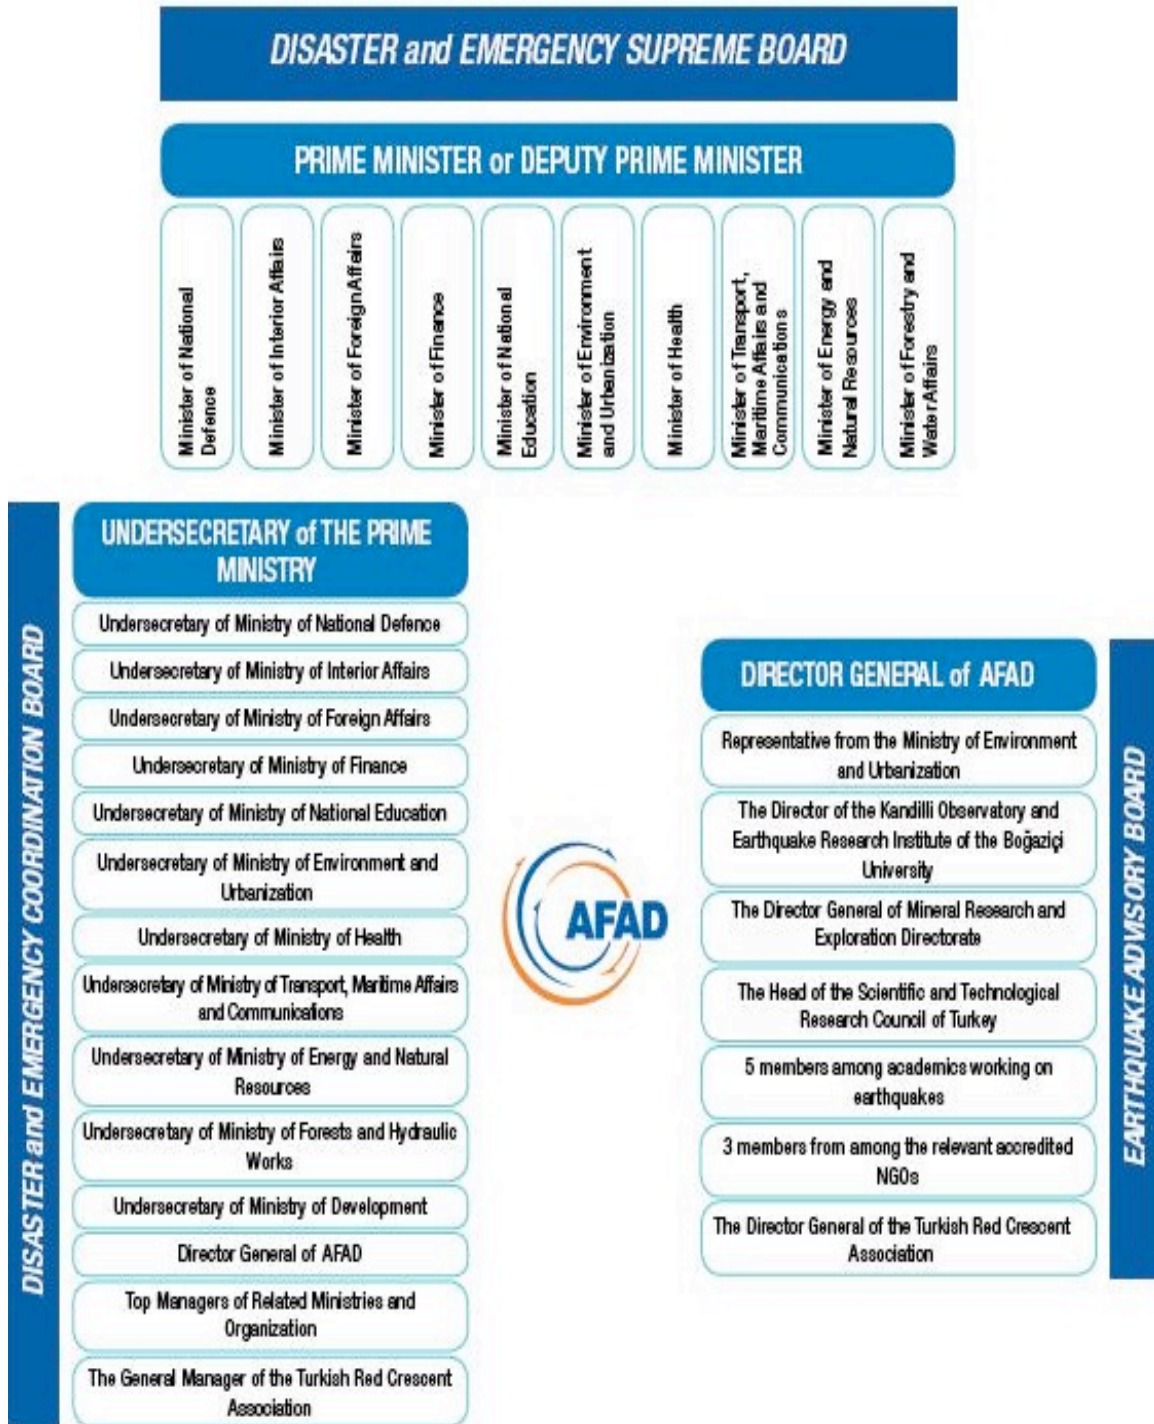 DISASTER and EMERGENCY SUPREME BOARD
PRIME MINISTER or DEPUTY PRIME MINISTER
Minister of National
Defence
Minister of Interior Affairs
Minister of Foreign Affairs
Minister of Finance
Minister of National
Education
Minister of Environment
and Urbanization
Minister of Health
Minister of Transport,
Maritime Affairs and
Communications
Minister of Energy and
Natural Resources
Minister of Forestry and
Water Affairs
DISASTER and EMERGENCY COORDINATION BOARD
UNDERSECRETARY of THE PRIME
MINISTRY
Undersecretary of Ministry of National Defence
Undersecretary of Ministry of Interior Affairs
Undersecretary of Ministry of Foreign Affairs
Undersecretary of Ministry of Finance
Undersecretary of Ministry of National Education
Undersecretary of Ministry of Environment and
Urbanization
Undersecretary of Ministry of Health
Undersecretary of Ministry of Transport, Maritime Affairs
and Communications
Undersecretary of Ministry of Energy and Natural
Resources
Undersecretary of Ministry of Forests and Hydraulic
Works
Undersecretary of Ministry of Development
Director General of AFAD
Top Managers of Related Ministries and
Organization
The General Manager of the Turkish Red Crescent
Association
AFAD
DIRECTOR GENERAL of AFAD
Representative from the Ministry of Environment
and Urbanization
The Director of the Kandilli Observatory and
Earthquake Research Institute of the Boğaziçi
University
The Director General of Mineral Research and
Exploration Directorate
The Head of the Scientific and Technological
Research Council of Turkey
5 members among academics working on
earthquakes
3 members from among the relevant accredited
NGOs
The Director General of the Turkish Red Crescent
Association
EARTHQUAKE ADVISORY BOARD